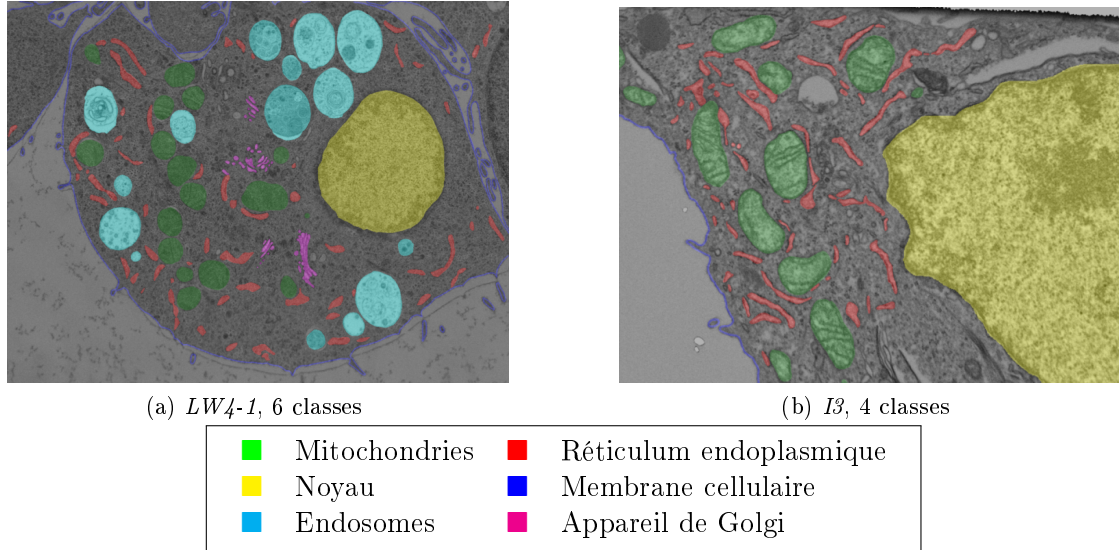 (a) LW4-1, 6 classes
(b) I3, 4 classes
Mitochondries
Réticulum endoplasmique
Noyau
Membrane cellulaire
Endosomes
Appareil de Golgi